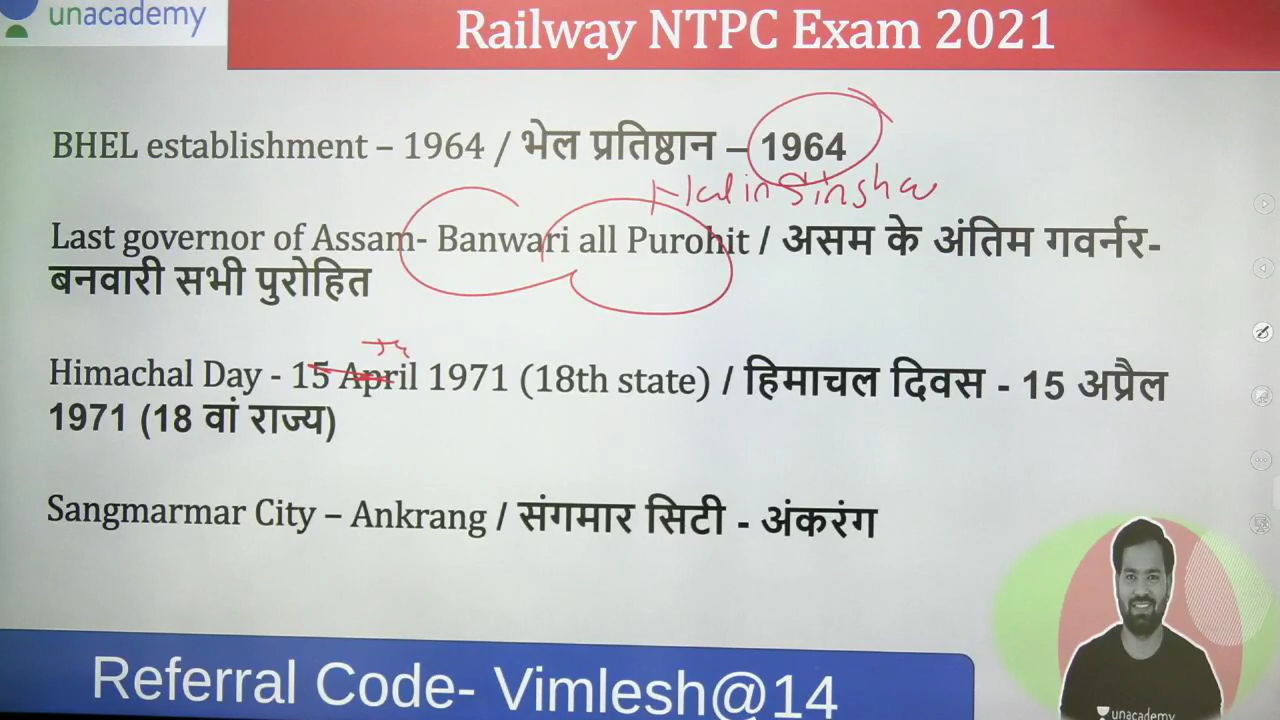 unacademy
Railway NTPC Exam 2021
BHEL establishment – 1964 / भेल प्रतिष्ठान – 1964
Last governor of Assam- Banwari all Purohit / असम के अंतिम गवर्नर-
बनवारी सभी पुरोहित
Himachal Day - 15 April 1971 (18th state) / हिमाचल दिवस - 15 अप्रैल
1971 (18 वां राज्य)
Sangmarmar City – Ankrang / संगमार सिटी - अंकरंग
Referral Code- Vimlesh@14
unacademy